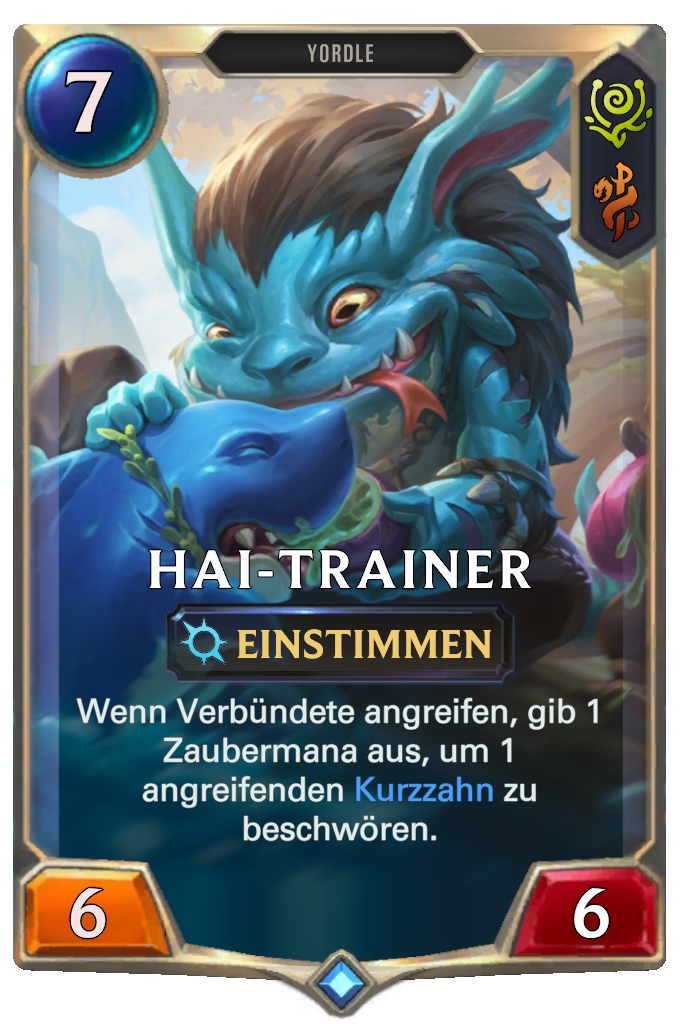 7
YORDLE
HAI-TRAINER
EINSTIMMEN
Wenn Verbündete angreifen, gib 1
Zaubermana aus, um 1
angreifenden Kurzzahn zu
beschwören.
6
6